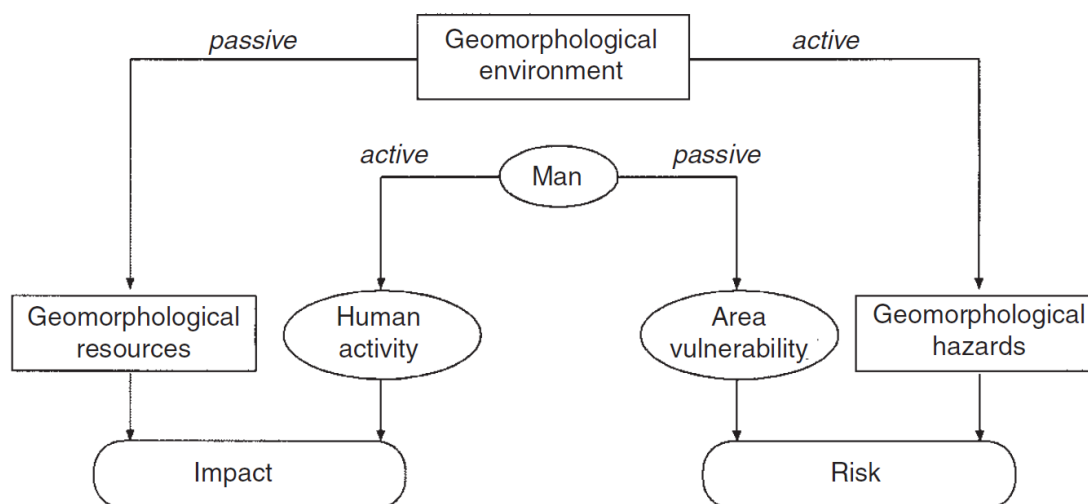 passive
Geomorphological
environment
active
active
Man
passive
Geomorphological
resources
Human
activity
Area
vulnerability
Geomorphological
hazards
Impact
Risk